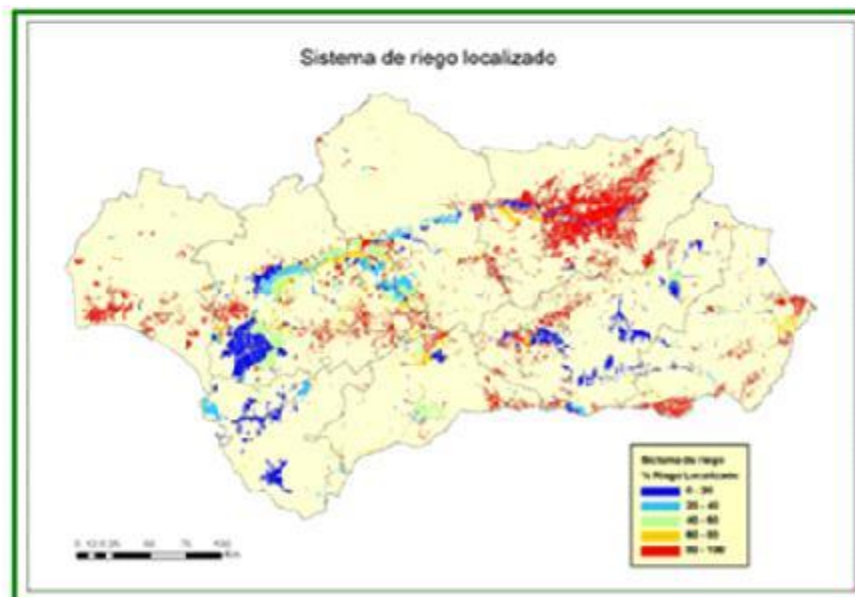 Sistema de riego localizado
Sistema de riego
% Riego Localizado
0 - 20
20 - 40
40 - 60
60 - 80
80 - 100